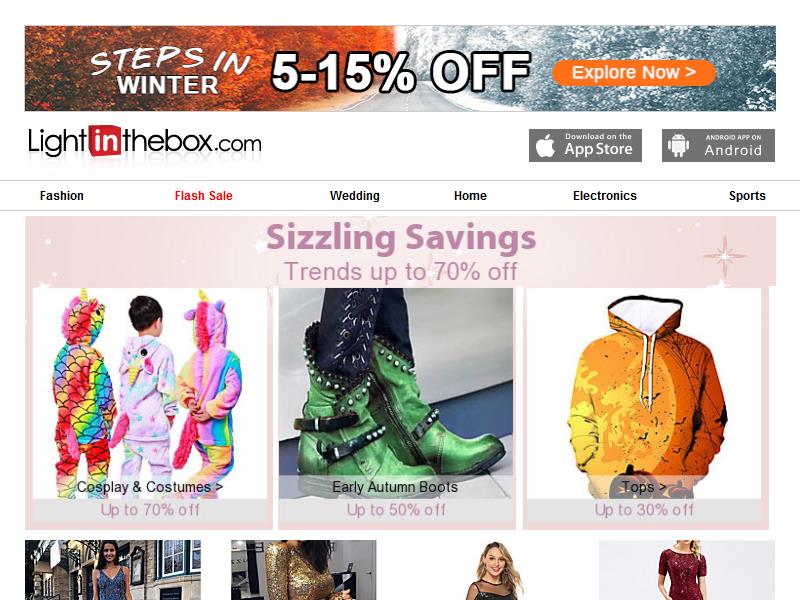 STEPS IN
WINTER
5-15% OFF
Explore Now >
Lightinthebox.com
Download on the
App Store
ANDROID APP ON
Android
Fashion
Flash Sale
Wedding
Home
Electronics
Sports
Sizzling Savings
Trends up to 70% off
Cosplay & Costumes >
Up to 70% off
Early Autumn Boots
Up to 50% off
Tops >
Up to 30% off